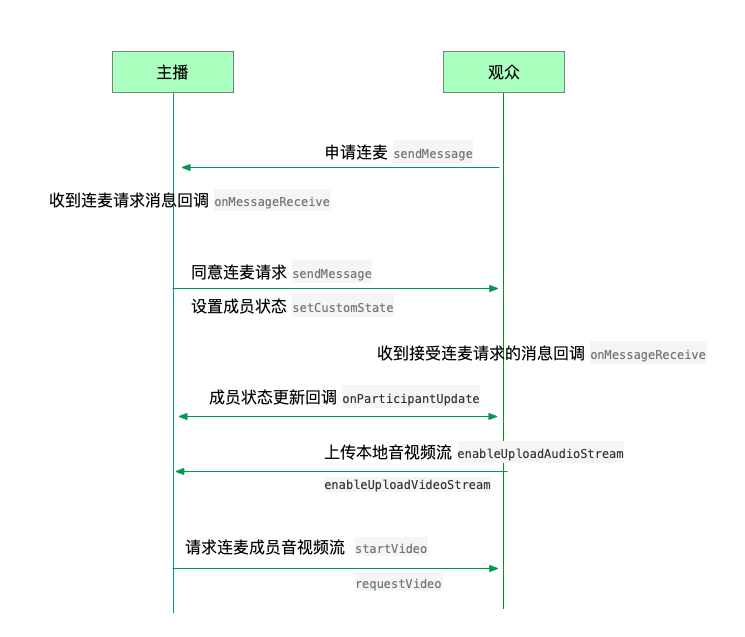 主播
观众
申请连麦 sendMessage
收到连麦请求消息回调 onMessageReceive
同意连麦请求 sendMessage
设置成员状态 setCustomState
收到接受连麦请求的消息回调 onMessageReceive
成员状态更新回调 onParticipantUpdate
上传本地音视频流 enableUploadAudioStream
enableUploadVideoStream
请求连麦成员音视频流 startVideo
requestVideo